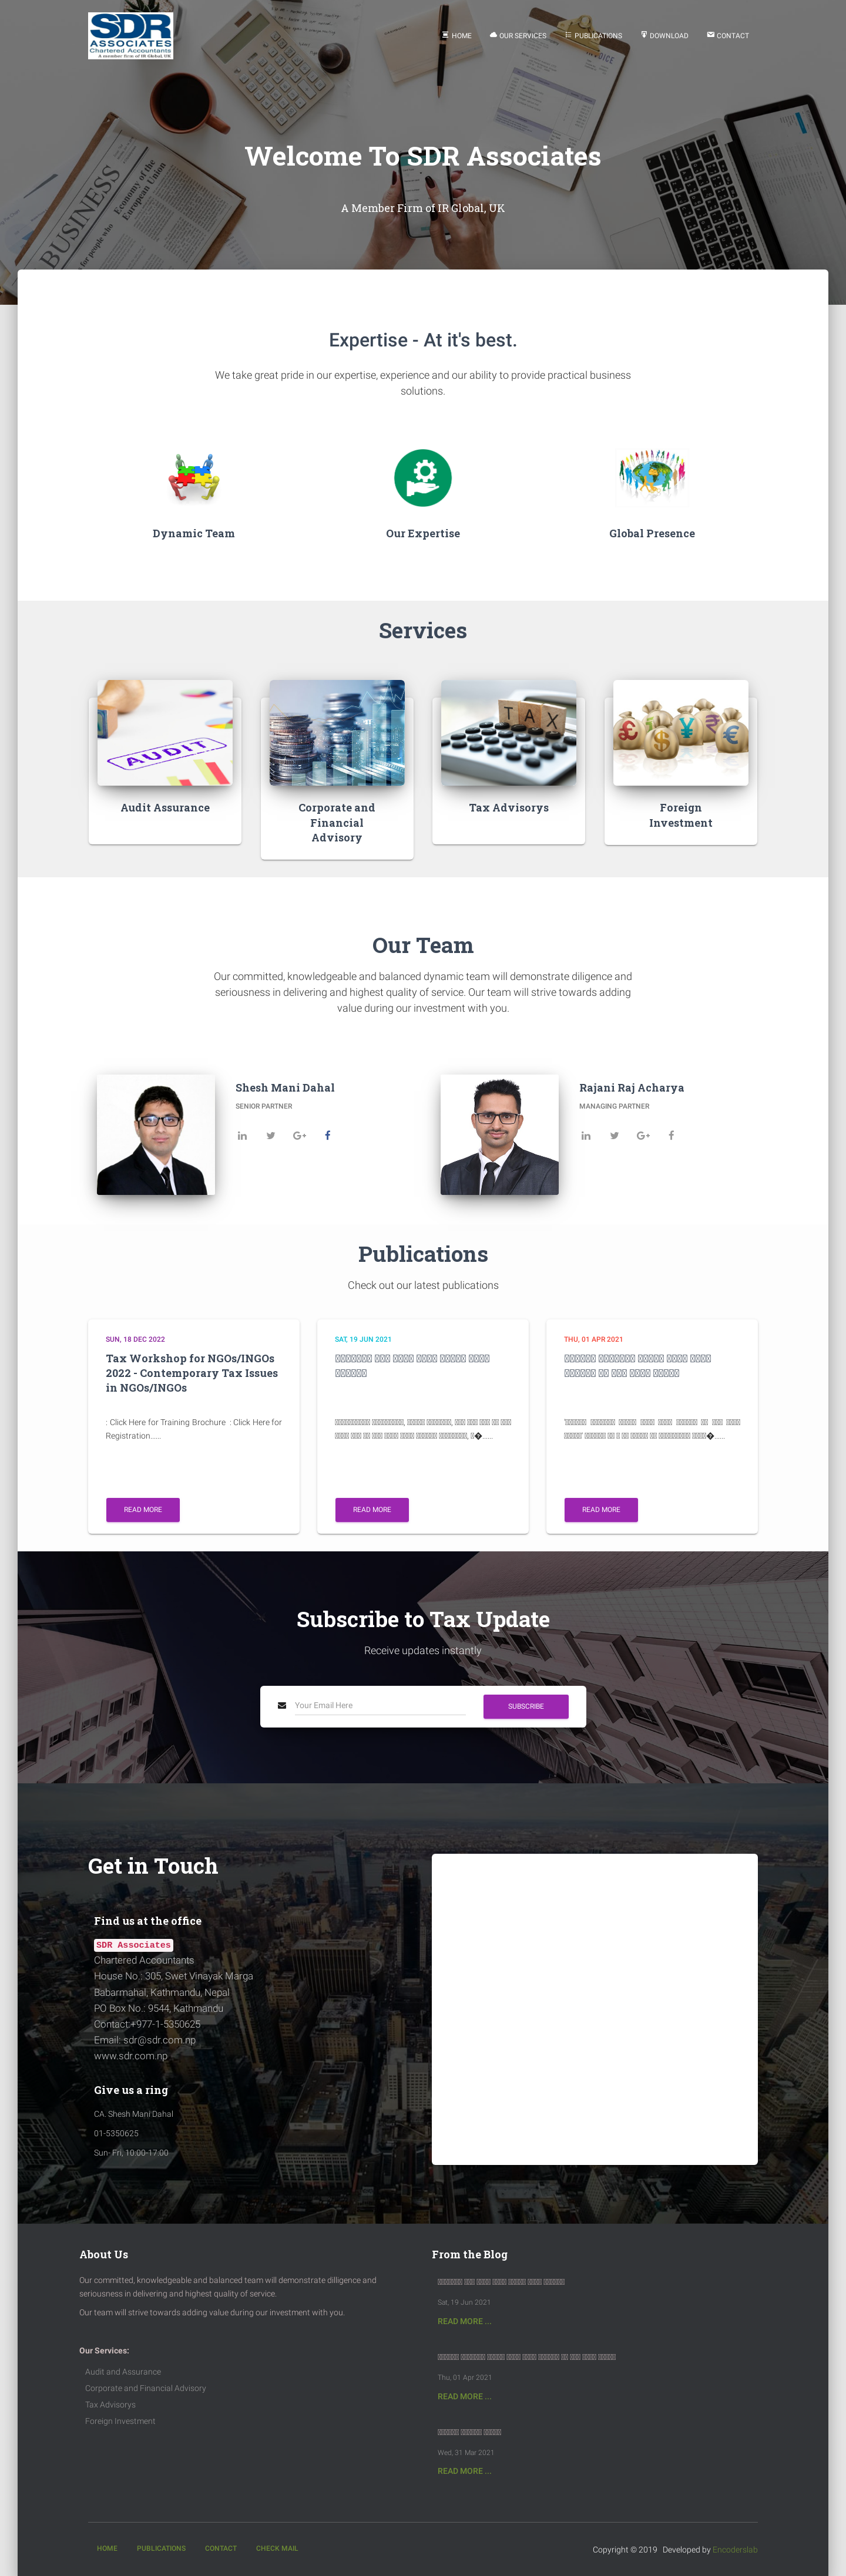 SDR
ASSOCIATES
Chartered Accountants
A member firm of IR Global, UK
HOME
OUR SERVICES
PUBLICATIONS
DOWNLOAD
CONTACT
INVOICE
BUSINESS
Economy of the
European Union
Welcome To SDR Associates
A Member Firm of IR Global, UK
Expertise - At it's best.
We take great pride in our expertise, experience and our ability to provide practical business
solutions.
Dynamic Team
Our Expertise
Global Presence
Services
AUDIT
TAX
Audit Assurance
Corporate and
Financial
Advisory
Tax Advisorys
Foreign
Investment
Our Team
Our committed, knowledgeable and balanced dynamic team will demonstrate diligence and
seriousness in delivering and highest quality of service. Our team will strive towards adding
value during our investment with you.
Shesh Mani Dahal
SENIOR PARTNER
Rajani Raj Acharya
MANAGING PARTNER
Publications
Check out our latest publications
SUN, 18 DEC 2022
Tax Workshop for NGOs/INGOs
2022 - Contemporary Tax Issues
in NGOs/INGOs
: Click Here for Training Brochure : Click Here for
Registration.....
READ MORE
SAT, 19 JUN 2021
READ MORE
THU, 01 APR 2021
READ MORE
Subscribe to Tax Update
Receive updates instantly
Your Email Here
SUBSCRIBE
Get in Touch
Find us at the office
SDR Associates
Chartered Accountants
House No.: 305, Swet Vinayak Marga
Babarmahal, Kathmandu, Nepal
PO Box No.: 9544, Kathmandu
Contact:+977-1-5350625
Email: sdr@sdr.com.np
www.sdr.com.np
Give us a ring
CA. Shesh Mani Dahal
01-5350625
Sun- Fri, 10:00-17:00
About Us
Our committed, knowledgeable and balanced team will demonstrate dilligence and
seriousness in delivering and highest quality of service.
Our team will strive towards adding value during our investment with you.
Our Services:
Audit and Assurance
Corporate and Financial Advisory
Tax Advisorys
Foreign Investment
From the Blog
Sat, 19 Jun 2021
READ MORE ...
Thu, 01 Apr 2021
READ MORE ...
Wed, 31 Mar 2021
READ MORE ...
HOME
PUBLICATIONS
CONTACT
CHECK MAIL
Copyright © 2019 Developed by Encoderslab